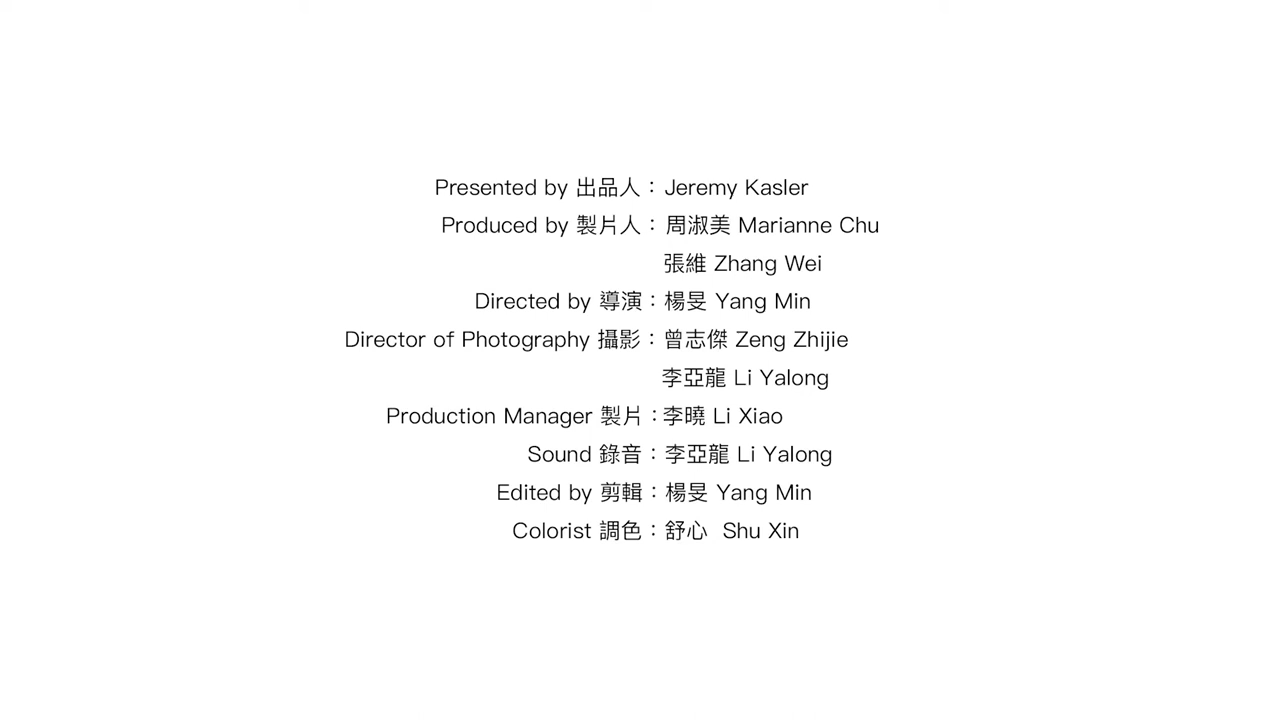 Presented by 出品人：Jeremy Kasler
Produced by 製片人：周淑美 Marianne Chu
張維 Zhang Wei
Directed by 導演：楊旻 Yang Min
Director of Photography 攝影：曾志傑 Zeng Zhijie
李亞龍 Li Yalong
Production Manager 製片：李曉 Li Xiao
Sound 錄音：李亞龍 Li Yalong
Edited by 剪輯：楊旻 Yang Min
Colorist 調色：舒心  Shu Xin